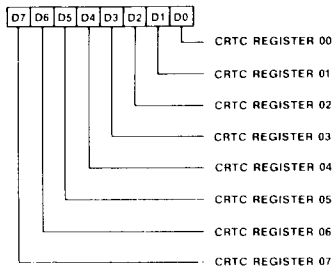 D7 D6 D5 D4 D3 D2 D1 D0
CRTC REGISTER 00
CRTC REGISTER 01
CRTC REGISTER 02
CRTC REGISTER 03
CRTC REGISTER 04
CRTC REGISTER 05
CRTC REGISTER 06
CRTC REGISTER 07